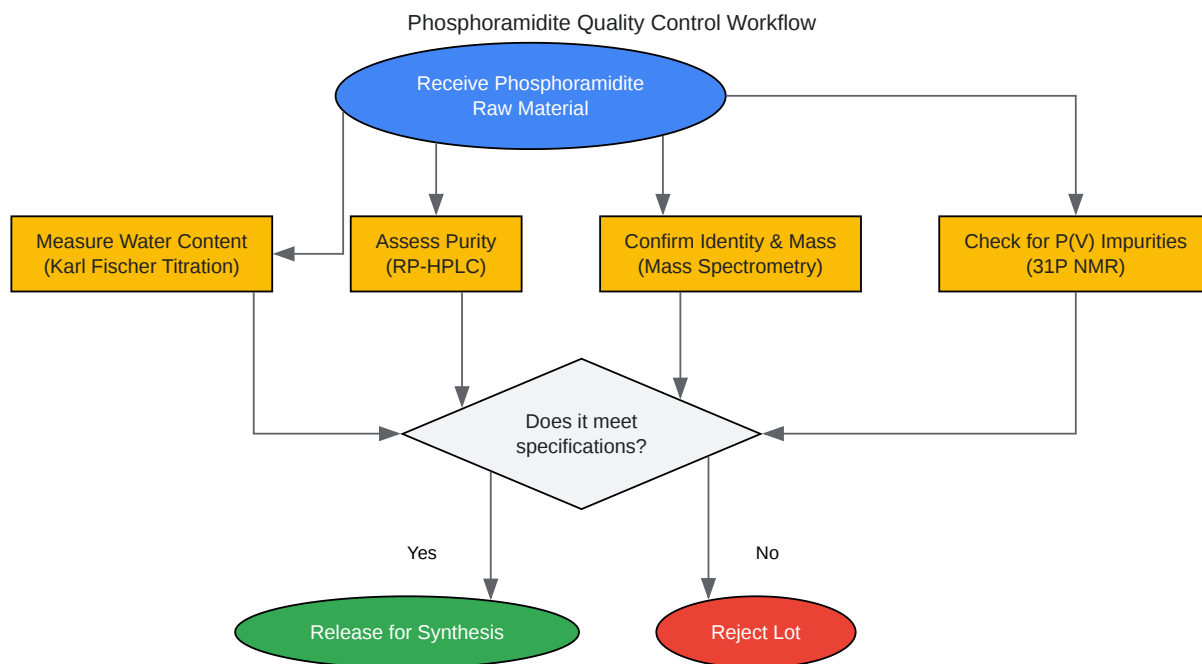 Phosphoramidite Quality Control Workflow
Receive Phosphoramidite
Raw Material
Measure Water Content
(Karl Fischer Titration)
Assess Purity
(RP-HPLC)
Confirm Identity & Mass
(Mass Spectrometry)
Check for P(V) Impurities
(31P NMR)
Does it meet
specifications?
Yes
No
Release for Synthesis
Reject Lot